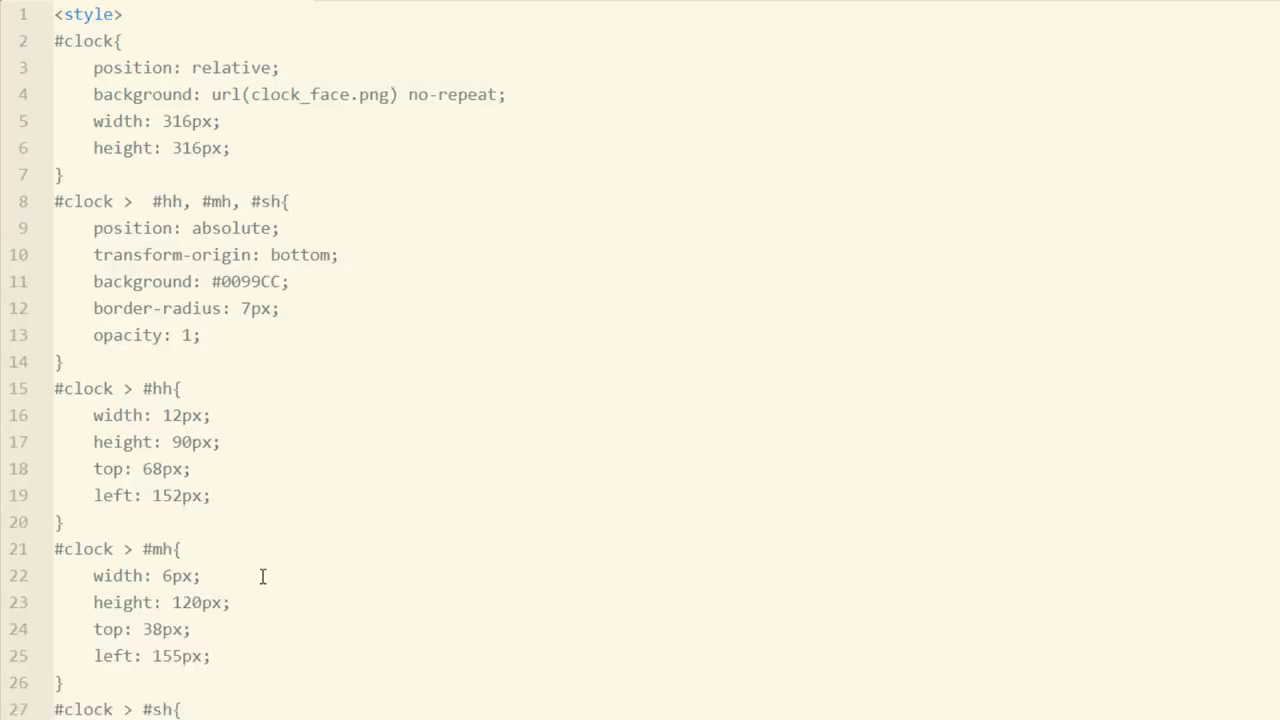 1 <style>
2 #clock{
3     position: relative;
4     background: url(clock_face.png) no-repeat;
5     width: 316px;
6     height: 316px;
7 }
8 #clock >  #hh, #mh, #sh{
9     position: absolute;
10     transform-origin: bottom;
11     background: #0099CC;
12     border-radius: 7px;
13     opacity: 1;
14 }
15 #clock > #hh{
16     width: 12px;
17     height: 90px;
18     top: 68px;
19     left: 152px;
20 }
21 #clock > #mh{
22     width: 6px;
23     height: 120px;
24     top: 38px;
25     left: 155px;
26 }
27 #clock > #sh{